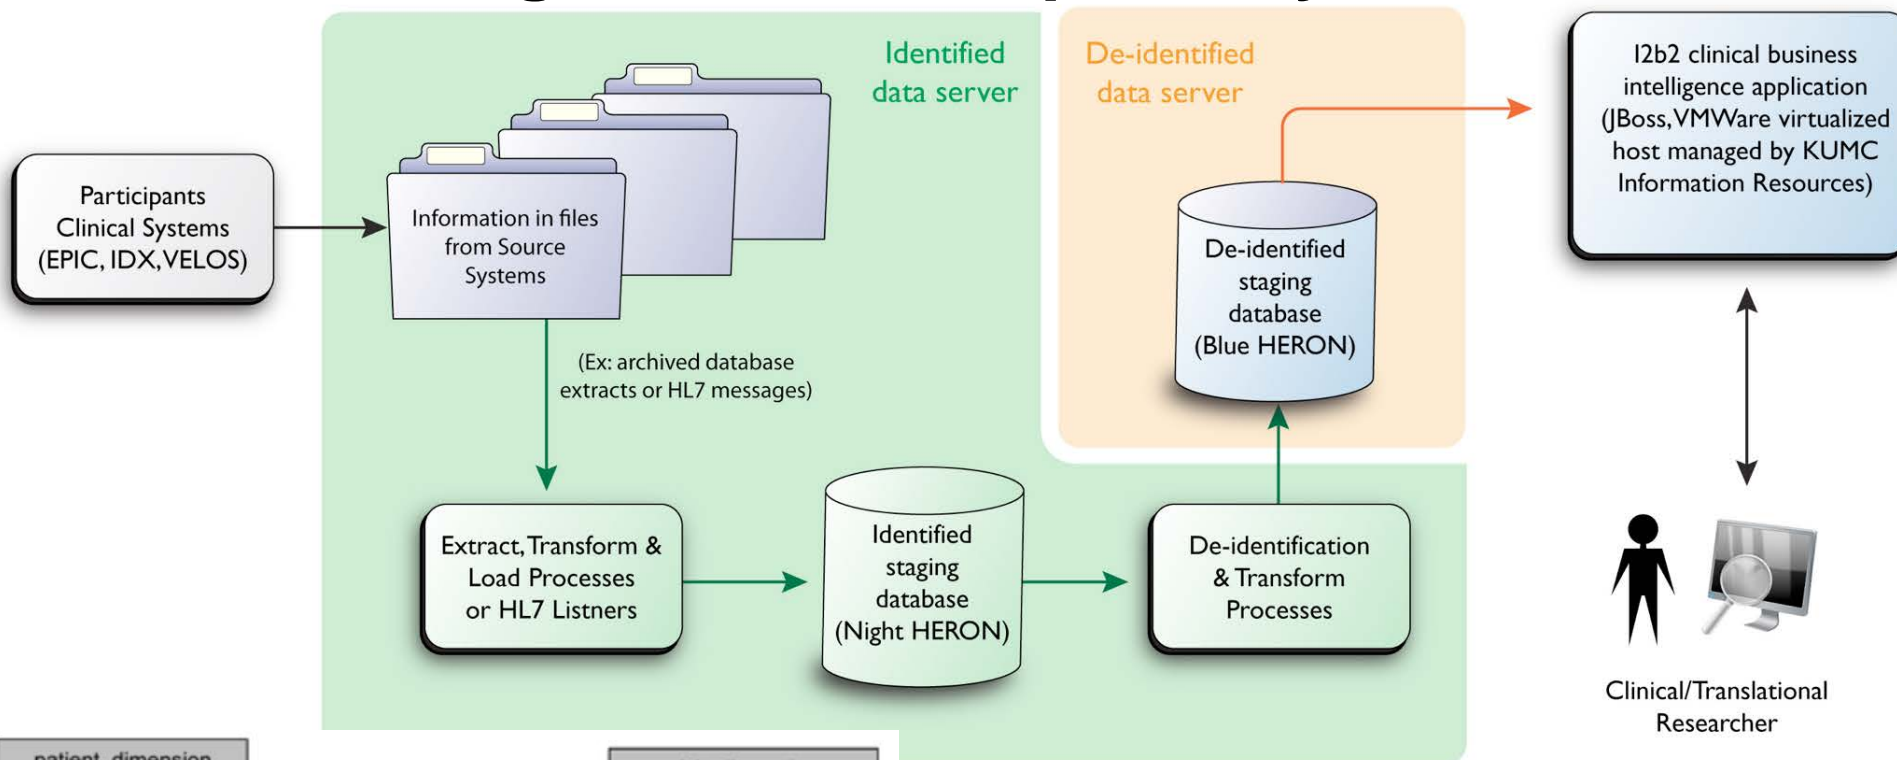 Identified
data server
De-identified
data server
I2b2 clinical business
intelligence application
(JBoss,VMWare virtualized
host managed by KUMC
Information Resources)
Participants
Clinical Systems
(EPIC, IDX,VELOS)
Information in files
from Source
Systems
De-identified
staging
database
(Blue HERON)
(Ex: archived database
extracts or HL7 messages)
Extract,Transform &
Load Processes
or HL7 Listners
Identified
staging
database
(Night HERON)
De-identification
& Transform
Processes
Clinical/Translational
Researcher
patient_dimension